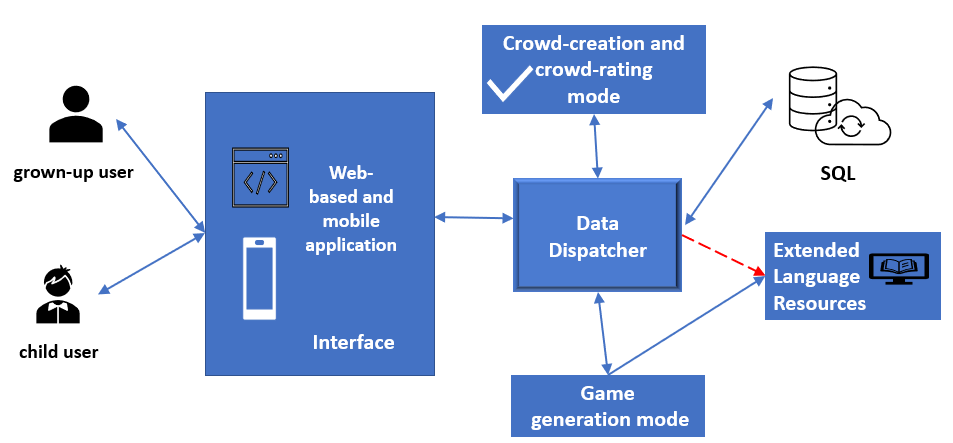 grown-up user
child user
Web-
based and
mobile
application
Interface
Crowd-creation and
crowd-rating
mode
Data
Dispatcher
Game
generation mode
SQL
Extended
Language
Resources